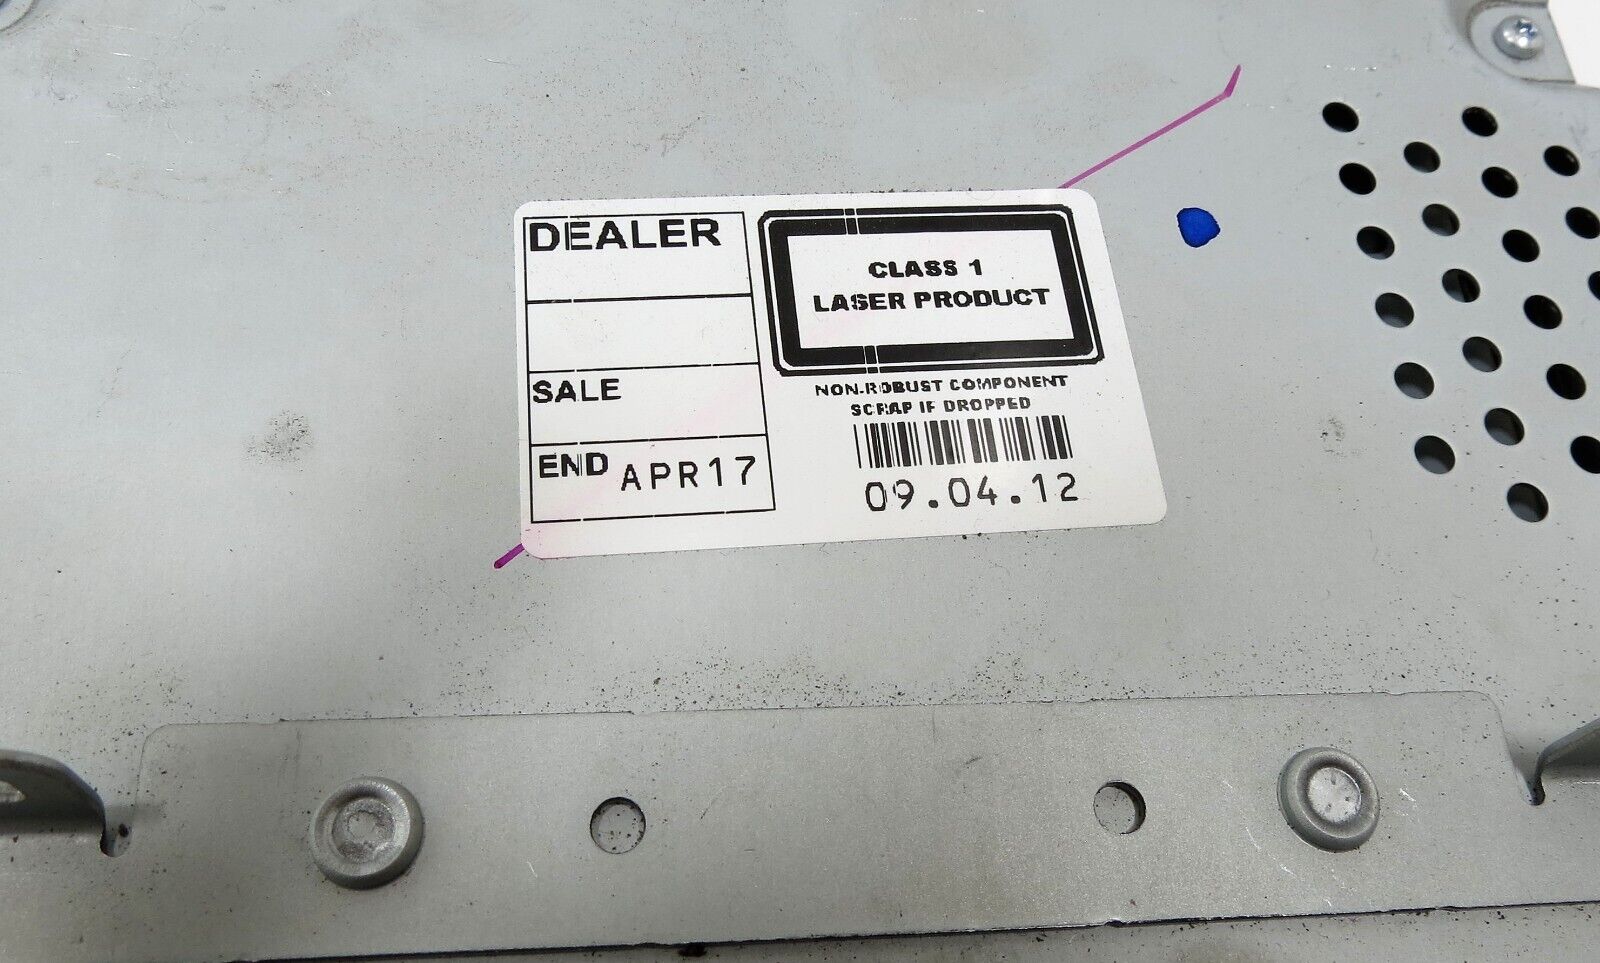 DEALER
SALE
END APR17
CLASS 1
LASER PRODUCT
NON-ROBUST COMPONENT
SCRAP IF DROPPED
09.04.12